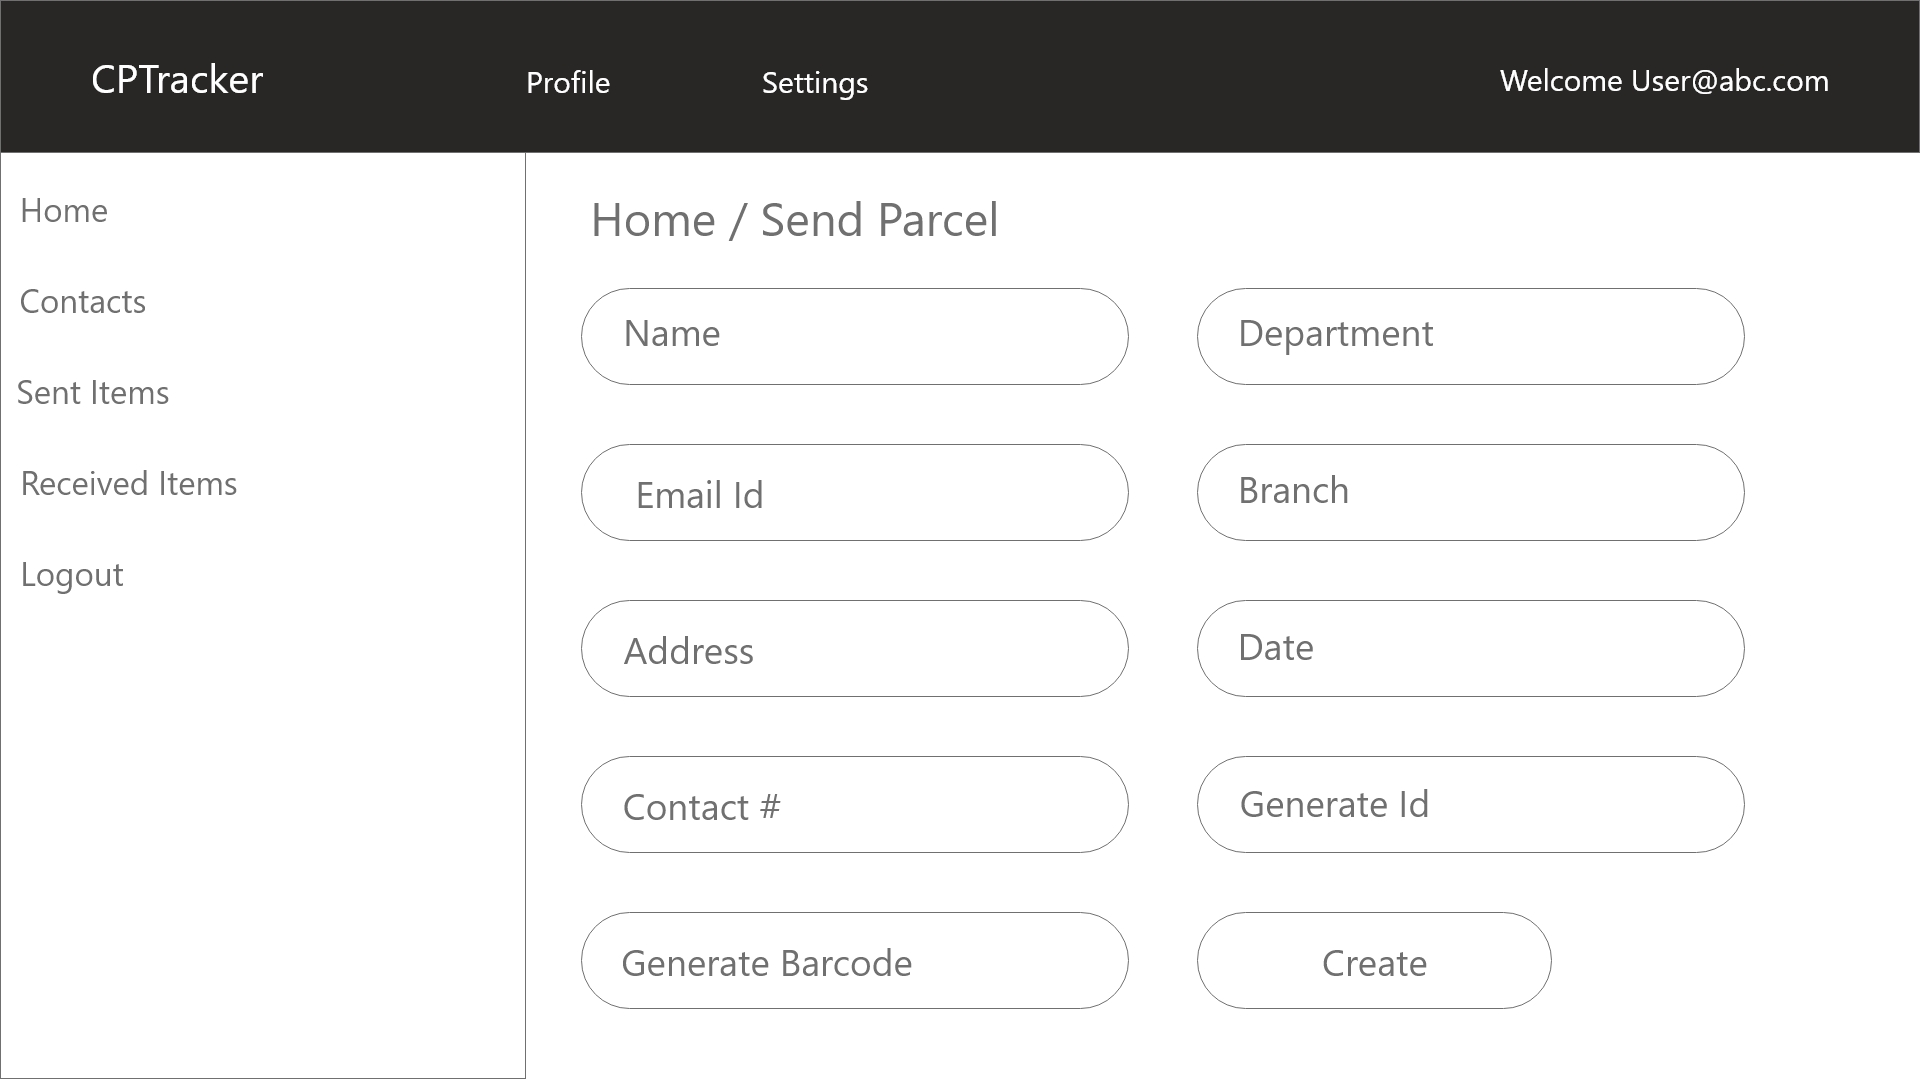 CPTracker
Profile
Settings
Welcome User@abc.com
Home
Contacts
Sent Items
Received Items
Logout
Home / Send Parcel
Name
Department
Email Id
Branch
Address
Date
Contact #
Generate Id
Generate Barcode
Create